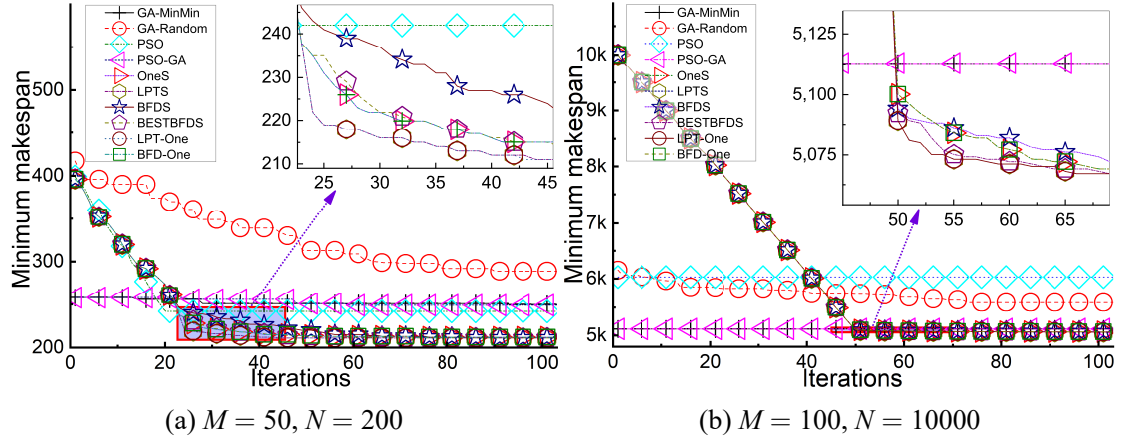 GA-MinMin
GA-Random
PSO
PSO-GA
OneS
LPTS
BFDS
BESTBFDS
LPT-One
BFD-One
Minimum makespan
500
400
300
200
0 20 40 60 80 100
Iterations
240
230
220
210
25 30 35 40 45
(a) M = 50, N = 200
GA-MinMin
GA-Random
PSO
PSO-GA
OneS
LPTS
BFDS
BESTBFDS
LPT-One
BFD-One
Minimum makespan
10k
9k
8k
7k
6k
5k
0 20 40 60 80 100
Iterations
5,125
5,100
5,075
50 55 60 65
(b) M = 100, N = 10000